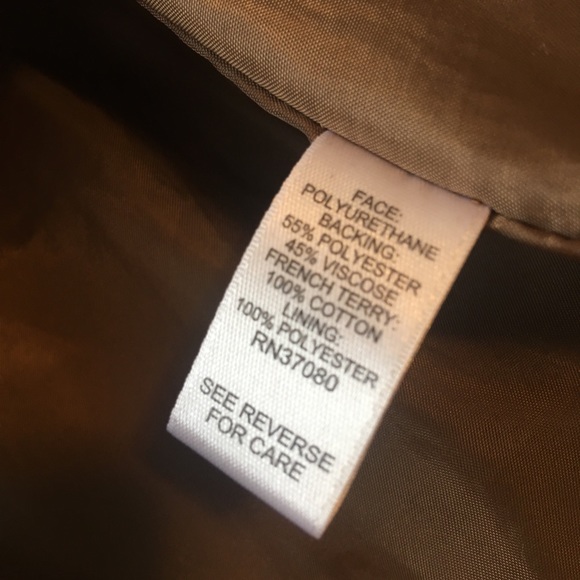 FACE:
POLYURETHANE
BACKING:
55% POLYESTER
45% VISCOSE
FRENCH TERRY:
100% COTTON
LINING:
100% POLYESTER
RN37080
SEE REVERSE
FOR CARE